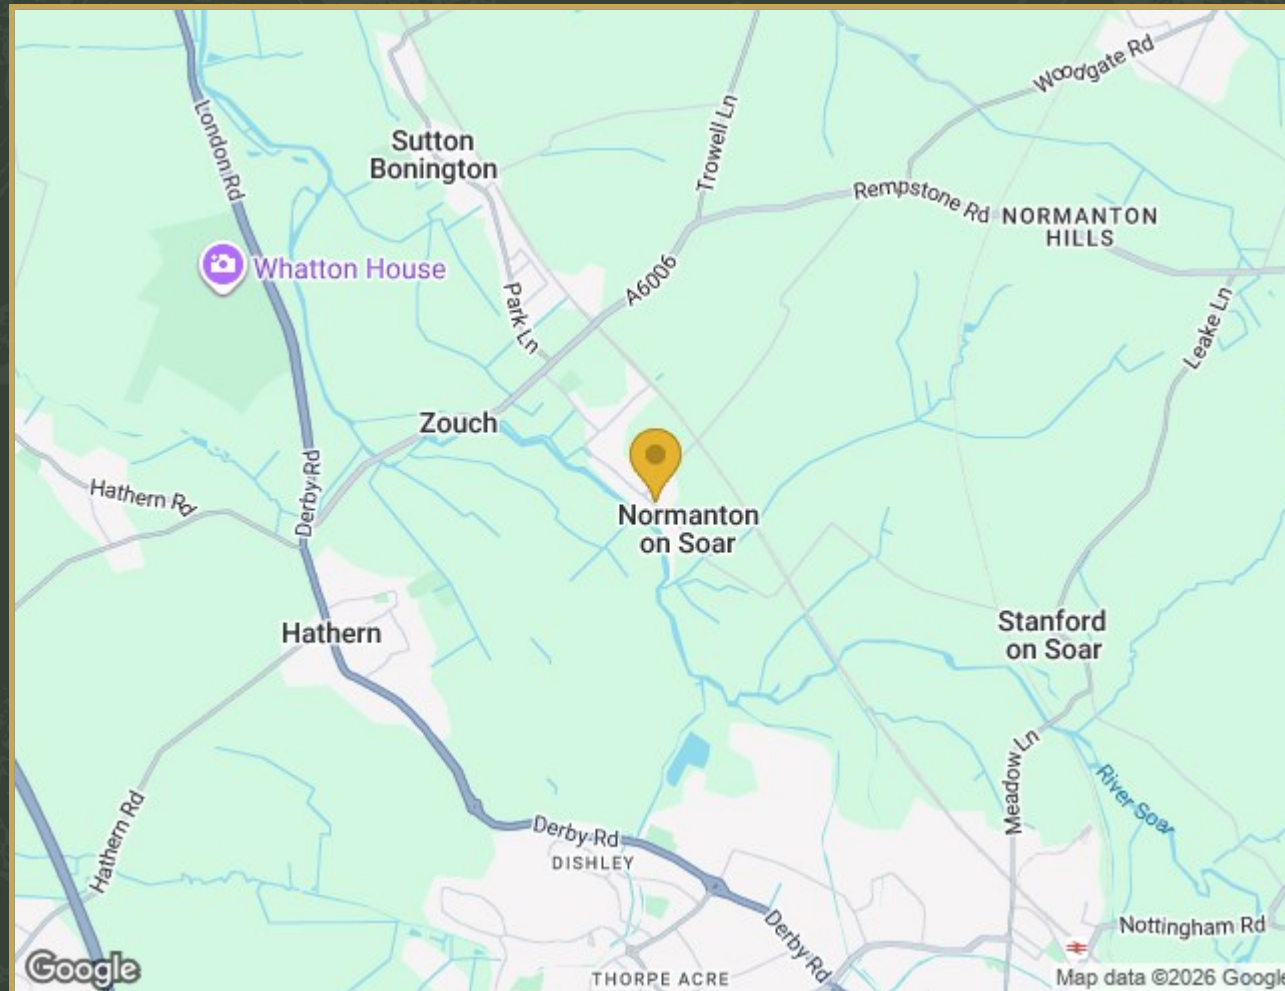 Woodgate Rd
London Rd
Sutton
Bonington
Trowell Ln
Rempstone Rd
NORMANTON
HILLS
Whatton House
A6006
Park Ln
Leake Ln
Zouch
Derby Rd
Hathern Rd
Normanton
on Soar
Hathern
Stanford
on Soar
Meadow Ln
River Soar
Hathern Rd
Derby Rd
DISHLEY
Derby Rd
Nottingham Rd
THORPE ACRE
Google
Map data ©2026 Google